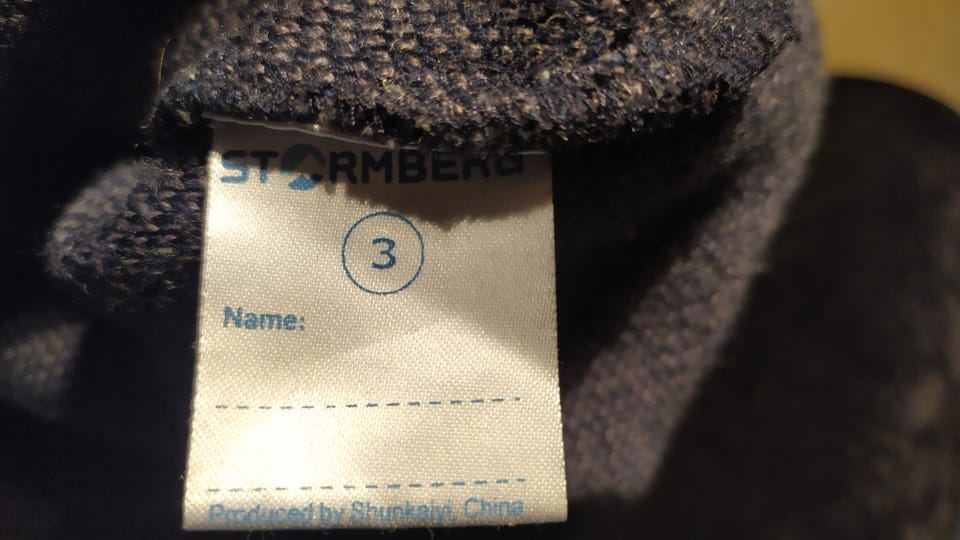 STORMBERG
3
Name:
Produced by Shunkaiyi, China